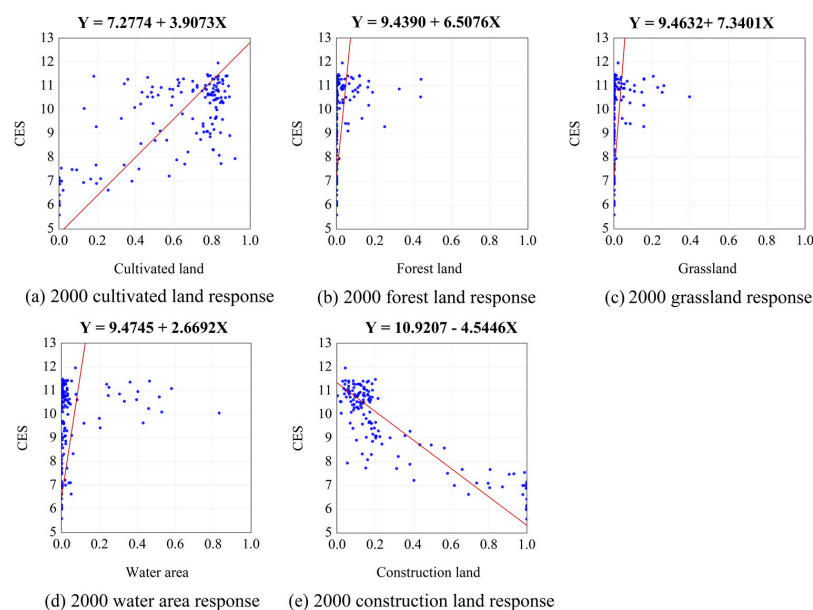 Y = 7.2774 + 3.9073X
13
12
11
10
9
8
7
6
5
CES
0.0 0.2 0.4 0.6 0.8 1.0
Cultivated land
(a) 2000 cultivated land response
Y = 9.4390 + 6.5076X
13
12
11
10
9
8
7
6
5
CES
0.0 0.2 0.4 0.6 0.8 1.0
Forest land
(b) 2000 forest land response
Y = 9.4632+ 7.3401X
13
12
11
10
9
8
7
6
5
CES
0.0 0.2 0.4 0.6 0.8 1.0
Grassland
(c) 2000 grassland response
Y = 9.4745 + 2.6692X
13
12
11
10
9
8
7
6
5
CES
0.0 0.2 0.4 0.6 0.8 1.0
Water area
(d) 2000 water area response
Y = 10.9207 - 4.5446X
13
12
11
10
9
8
7
6
5
CES
0.0 0.2 0.4 0.6 0.8 1.0
Construction land
(e) 2000 construction land response